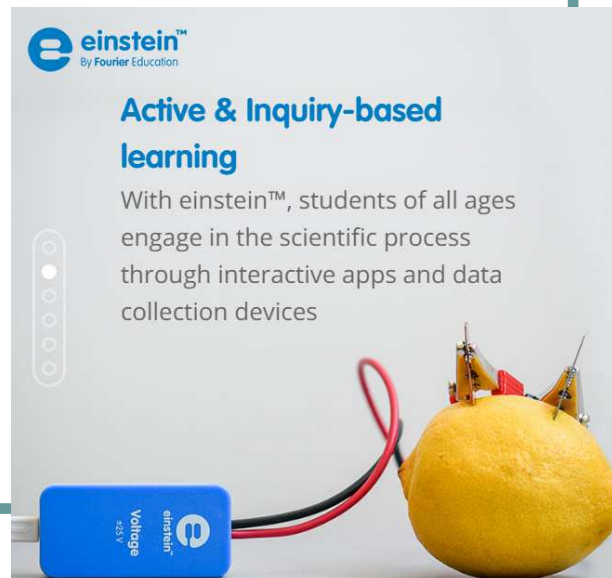 einstein™
By Fourier Education
Active & Inquiry-based
learning
With einstein™, students of all ages
engage in the scientific process
through interactive apps and data
collection devices
einstein™
Voltage
±25 V